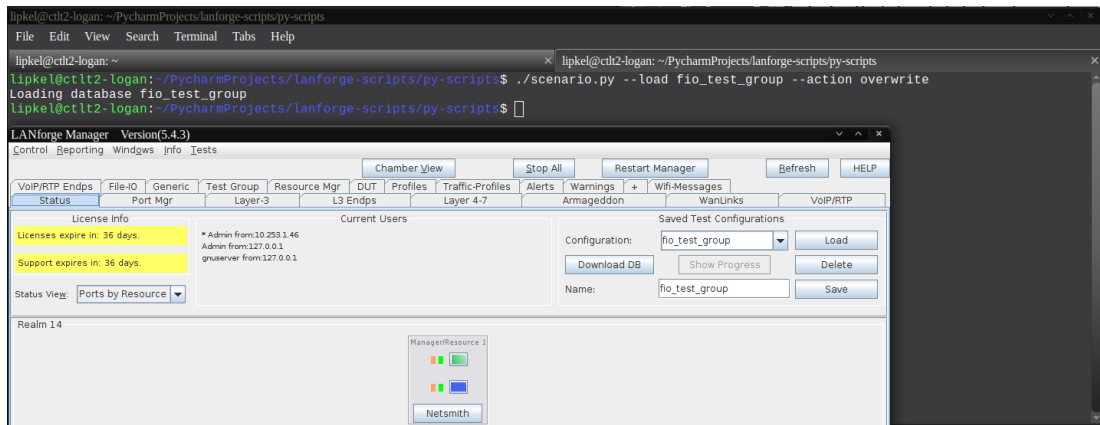 lipkel@ctlt2-logan: ~/PycharmProjects/lanforge-scripts/py-scripts
File Edit View Search Terminal Tabs Help
lipkel@ctlt2-logan: ~
lipkel@ctlt2-logan: ~/PycharmProjects/lanforge-scripts/py-scripts
lipkel@ctlt2-logan:~/PycharmProjects/lanforge-scripts/py-scripts$ ./scenario.py --load fio_test_group --action overwrite
Loading database fio_test_group
lipkel@ctlt2-logan:~/PycharmProjects/lanforge-scripts/py-scripts$
LANforge Manager Version(5.4.3)
Control Reporting Windows Info Tests
Chamber View Stop All Restart Manager Refresh HELP
VoIP/RTP Endps File-IO Generic Test Group Resource Mgr DUT Profiles Traffic-Profiles Alerts Warnings + Wifi-Messages
Status Port Mgr Layer-3 L3 Endps Layer 4-7 Armageddon WanLinks VoIP/RTP
License Info
Licenses expire in: 36 days.
Support expires in: 36 days.
Status View: Ports by Resource
Current Users
* Admin from:10.253.1.46
Admin from:127.0.0.1
gnuserver from:127.0.0.1
Saved Test Configurations
Configuration: fio_test_group Load
Download DB Show Progress Delete
Name: fio_test_group Save
Realm 14
Manager/Resource 1
Netsmith